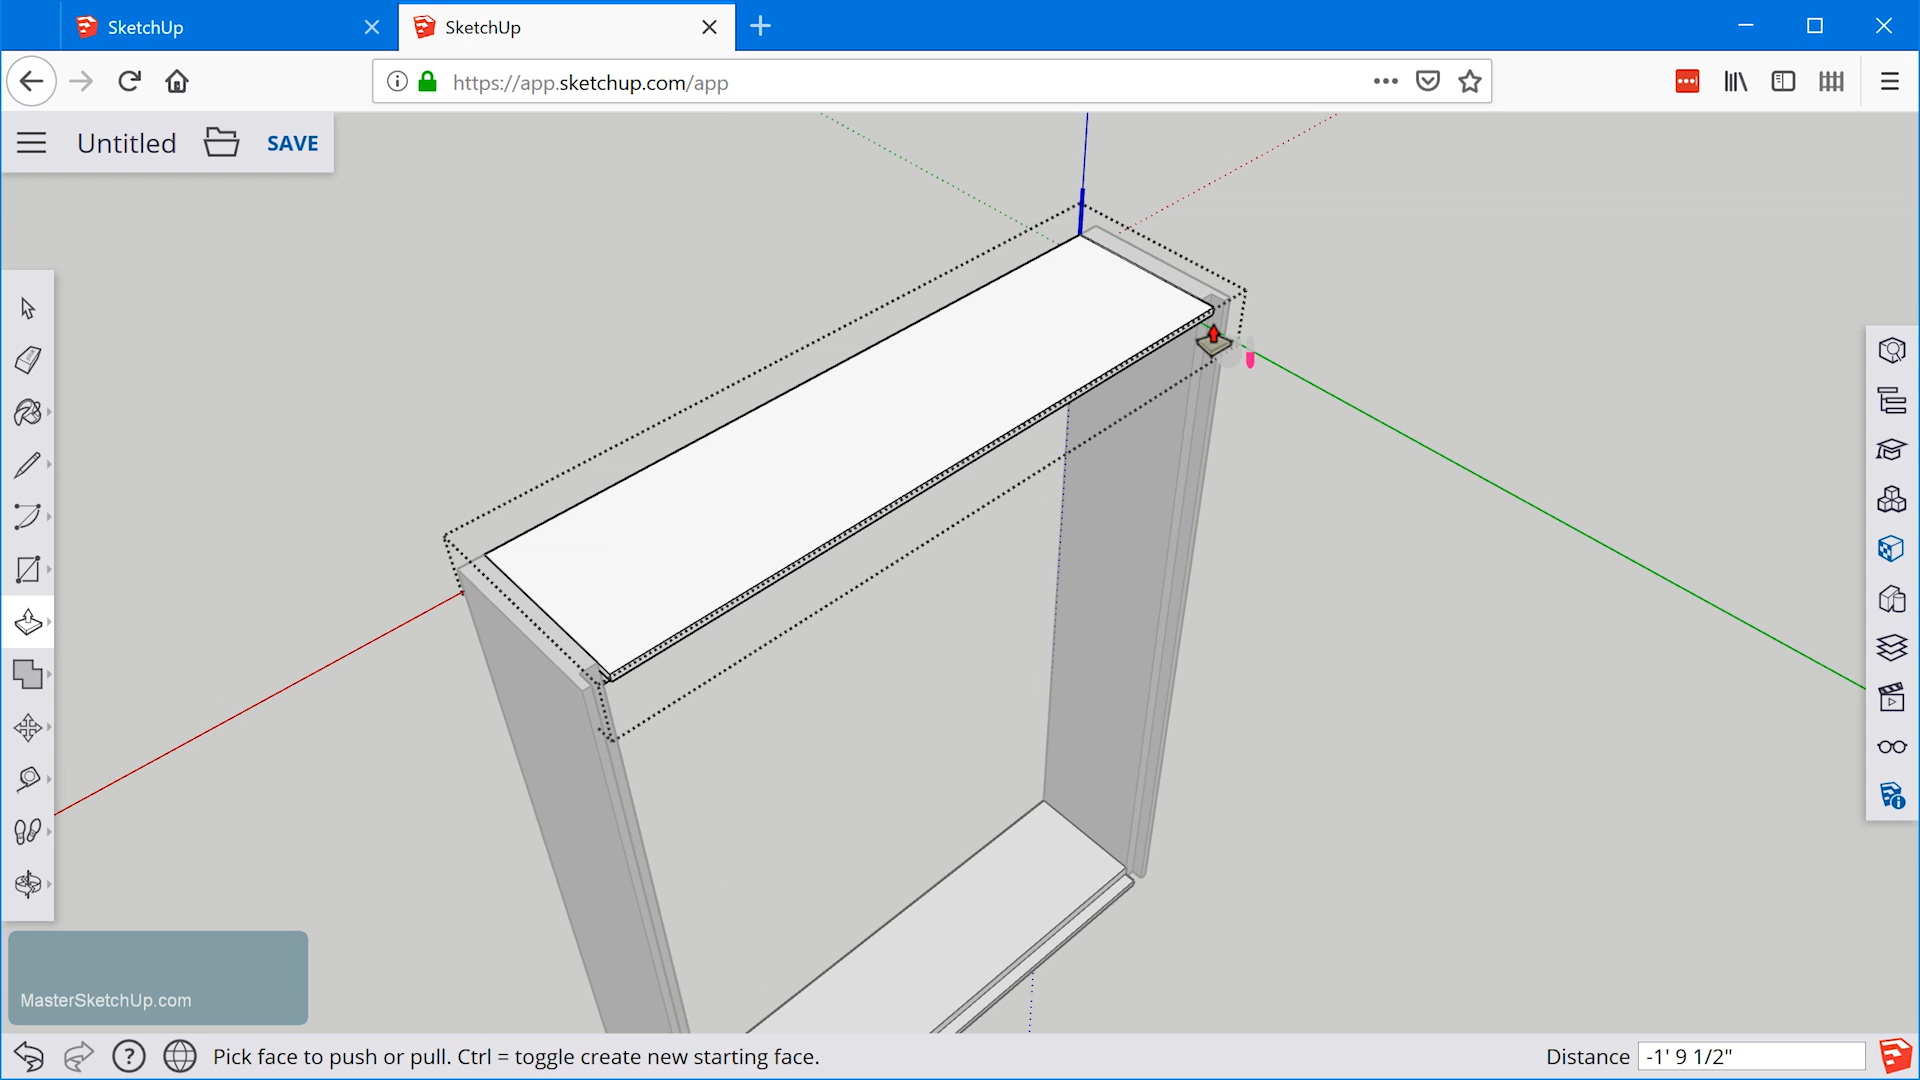 SketchUp
SketchUp
https://app.sketchup.com/app
Untitled
SAVE
MasterSketchUp.com
Pick face to push or pull. Ctrl = toggle create new starting face.
Distance
-1' 9 1/2"